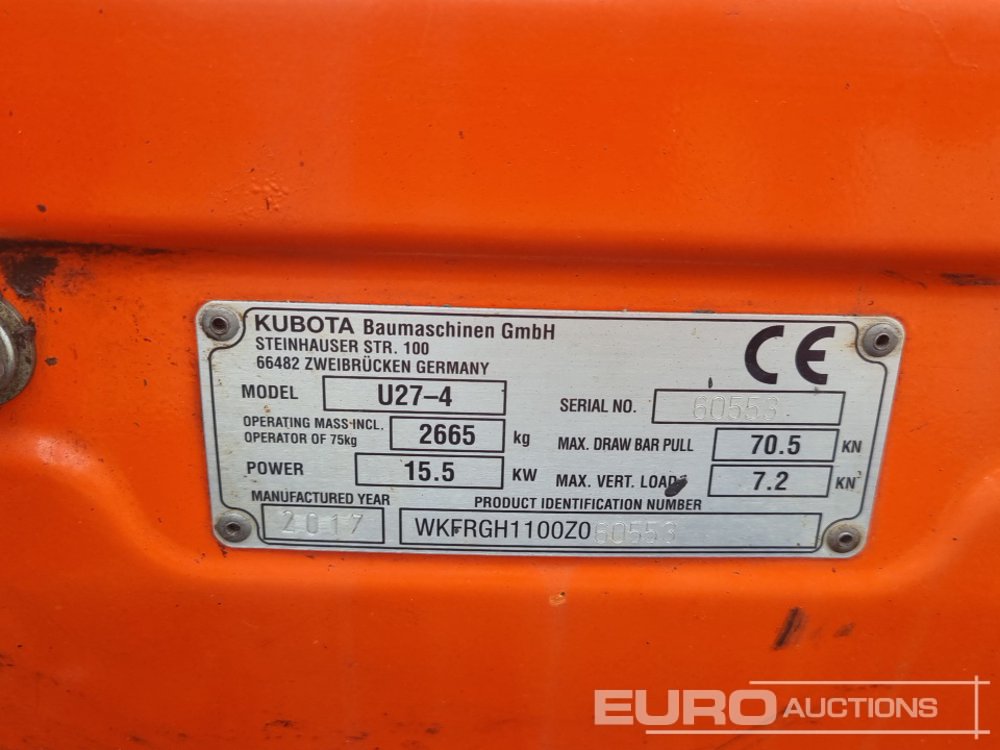 KUBOTA Baumaschinen GmbH
STEINHAUSER STR. 100
66482 ZWEIBRÜCKEN GERMANY
CE
MODEL U27–4
SERIAL NO. 60553
OPERATING MASS INCL.
OPERATOR OF 75kg 2665 kg
MAX. DRAW BAR PULL 70.5 KN
POWER 15.5 KW
MAX. VERT. LOAD 7.2 KN
MANUFACTURED YEAR 2017
PRODUCT IDENTIFICATION NUMBER
WKFRGH1100Z060553
EURO AUCTIONS